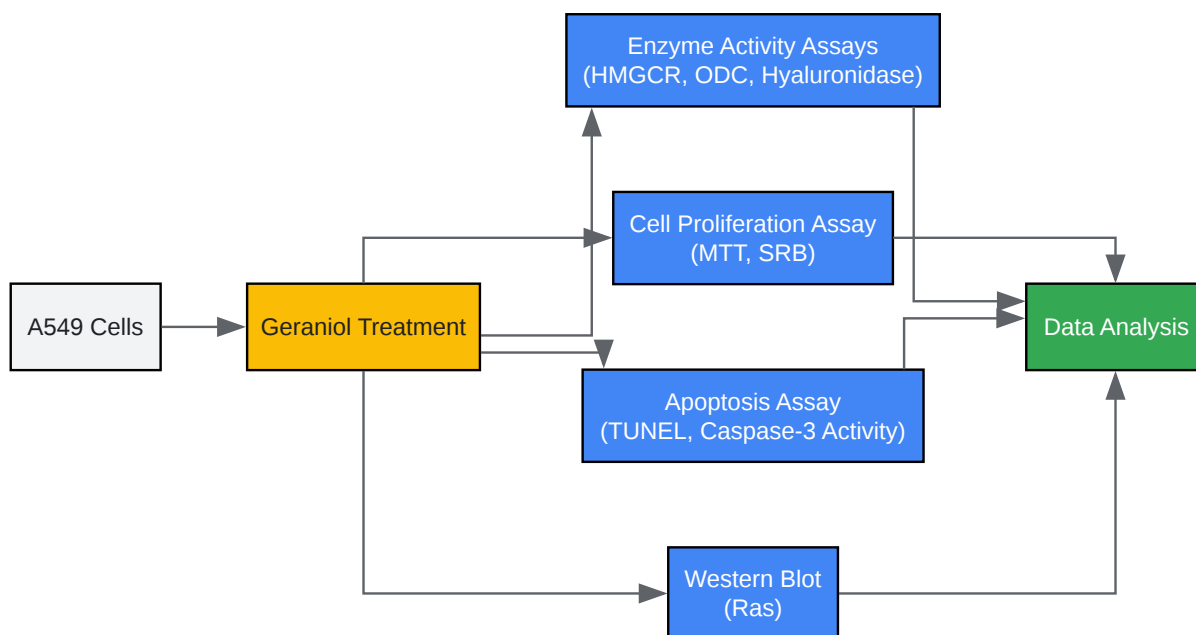 Enzyme Activity Assays
(HMGCR, ODC, Hyaluronidase)
Cell Proliferation Assay
(MTT, SRB)
A549 Cells
Geraniol Treatment
Data Analysis
Apoptosis Assay
(TUNEL, Caspase-3 Activity)
Western Blot
(Ras)